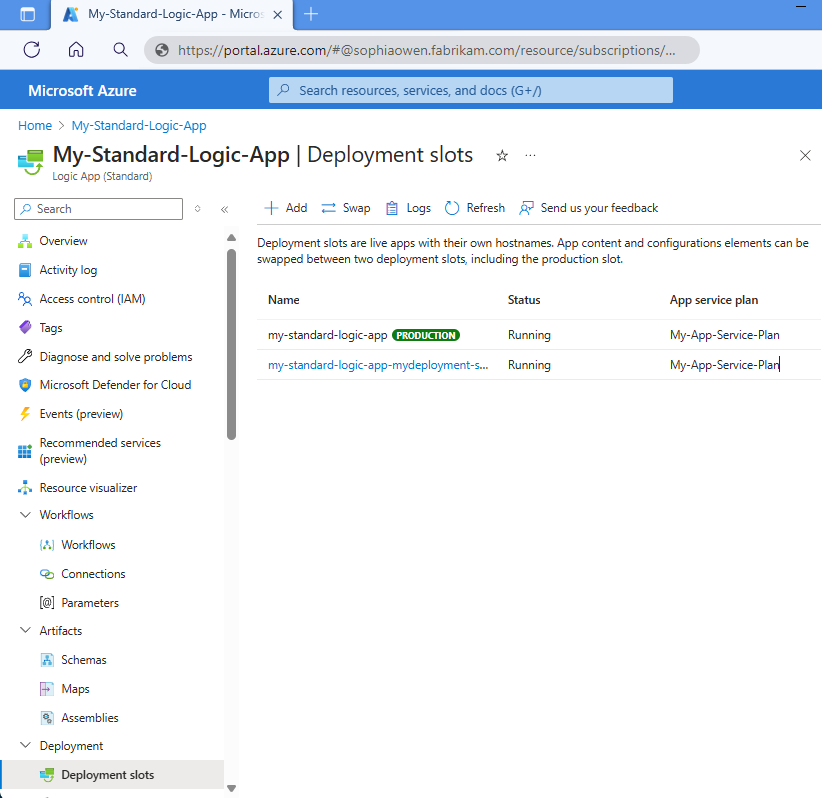 My-Standard-Logic-App - Micros
https://portal.azure.com/#@sophiaowen.fabrikam.com/resource/subscriptions/...
Microsoft Azure
Search resources, services, and docs (G+/)
Home > My-Standard-Logic-App
My-Standard-Logic-App | Deployment slots
Logic App (Standard)
Search
Add Swap Logs Refresh Send us your feedback
Deployment slots are live apps with their own hostnames. App content and configurations elements can be
swapped between two deployment slots, including the production slot.
Name Status App service plan
my-standard-logic-app PRODUCTION Running My-App-Service-Plan
my-standard-logic-app-mydeployment-s... Running My-App-Service-Plan
Overview
Activity log
Access control (IAM)
Tags
Diagnose and solve problems
Microsoft Defender for Cloud
Events (preview)
Recommended services
(preview)
Resource visualizer
Workflows
Workflows
Connections
Parameters
Artifacts
Schemas
Maps
Assemblies
Deployment
Deployment slots